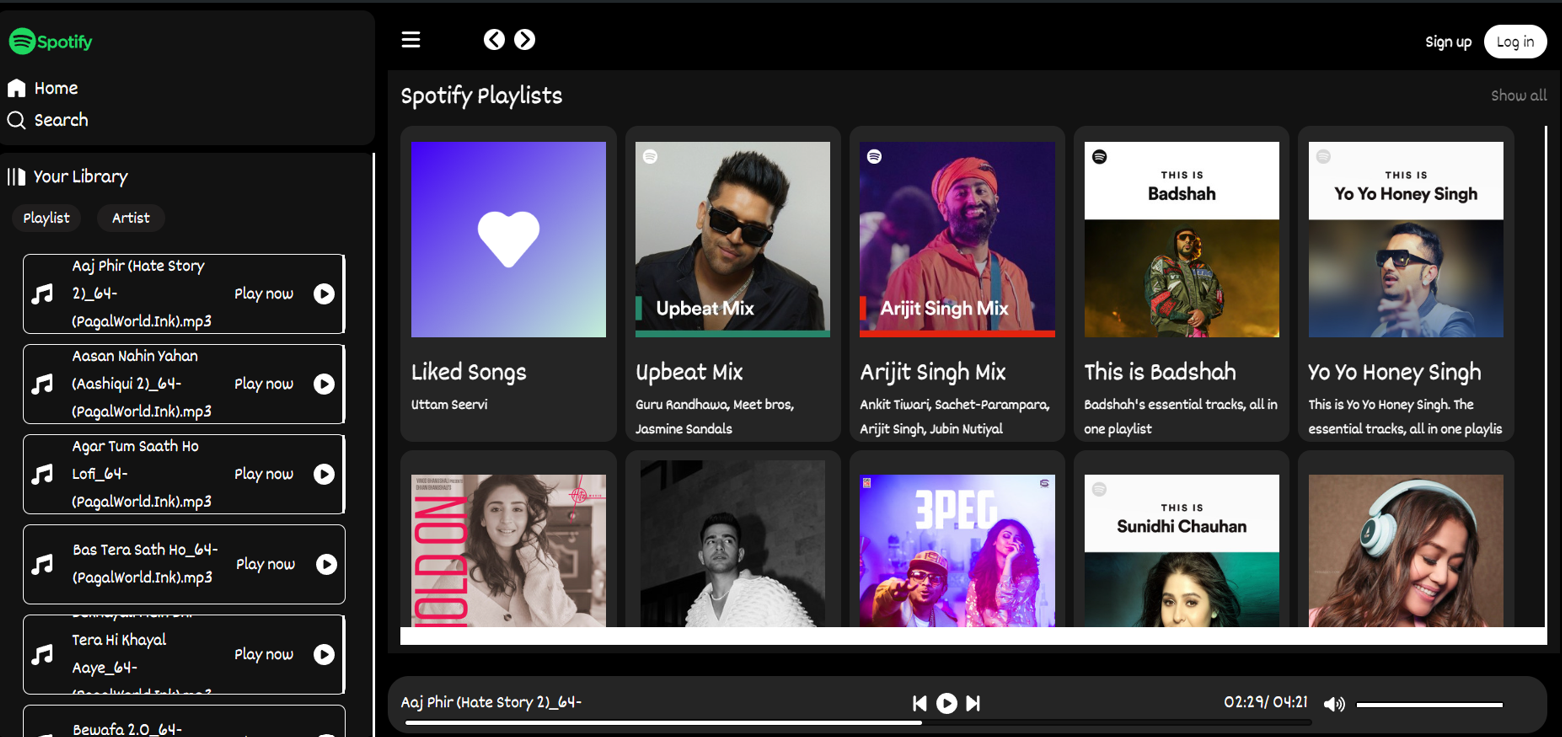 Spotify
Home
Search
Your Library
Playlist
Artist
Aaj Phir (Hate Story
2)_64-
(PagalWorld.Ink).mp3
Play now
Aasan Nahin Yahan
(Aashiqui 2)_64-
(PagalWorld.Ink).mp3
Play now
Agar Tum Saath Ho
Lofi_64-
(PagalWorld.Ink).mp3
Play now
Bas Tera Sath Ho_64-
(PagalWorld.Ink).mp3
Play now
Tera Hi Khayal
Aaye_64-
(PagalWorld.Ink).mp3
Play now
Bewafa 2.0_64-
Sign up
Log in
Spotify Playlists
Show all
Upbeat Mix
Arijit Singh Mix
THIS IS
Badshah
THIS IS
Yo Yo Honey Singh
Liked Songs
Uttam Seervi
Upbeat Mix
Guru Randhawa, Meet bros,
Jasmine Sandals
Arijit Singh Mix
Ankit Tiwari, Sachet-Parampara,
Arijit Singh, Jubin Nutiyal
This is Badshah
Badshah's essential tracks, all in
one playlist
Yo Yo Honey Singh
This is Yo Yo Honey Singh. The
essential tracks, all in one playlis
HOLD ON
3PEG
THIS IS
Sunidhi Chauhan
Aaj Phir (Hate Story 2)_64-
02:29/ 04:21